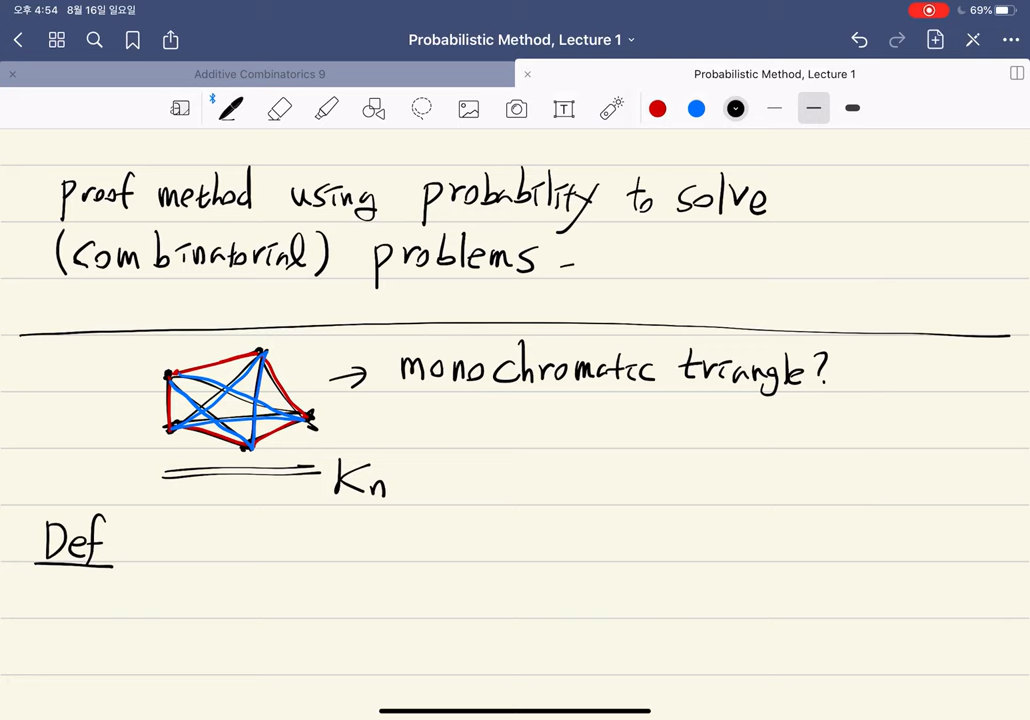 오후 4:54 8월 16일 일요일 69%
Probabilistic Method, Lecture 1
Additive Combinatorics 9
Probabilistic Method, Lecture 1
proof method using probability to solve
(combinatorial) problems -
→ monochromatic triangle?
Kn
Def